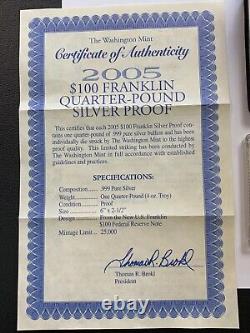 The Washington Mint
Certificate of Authenticity
2005
$100 FRANKLIN
QUARTER-POUND
SILVER PROOF
This certifies that each 2005 $100 Franklin Silver Proof contains one quarter-pound of .999 pure silver bullion and has been
individually die struck by The Washington Mint to the highest
proof quality. This limited striking has been conducted by
The Washington Mint in full accordance with established
guidelines and practices.
SPECIFICATIONS:
Composition: .999 Pure Silver
Weight: One Quarter-Pound (4 oz. Troy)
Condition: Proof
Size: 6" x 2-1/2"
Design: From the New U.S. Franklin
$100 Federal Reserve Note
Mintage Limit: 25,000
Thomas R. Brokl
Thomas R. Brokl
President